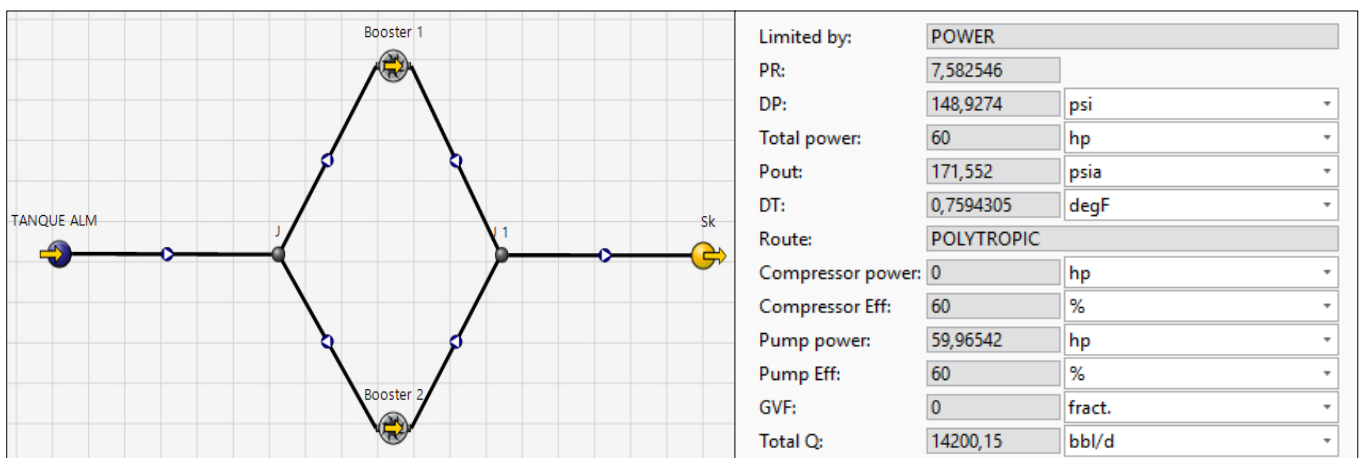 Booster 1
TANQUE ALM
J
J 1
Sk
Booster 2
Limited by: POWER
PR: 7,582546
DP: 148,9274 psi
Total power: 60 hp
Pout: 171,552 psia
DT: 0,7594305 degF
Route: POLYTROPIC
Compressor power: 0 hp
Compressor Eff: 60 %
Pump power: 59,96542 hp
Pump Eff: 60 %
GVF: 0 fract.
Total Q: 14200,15 bbl/d